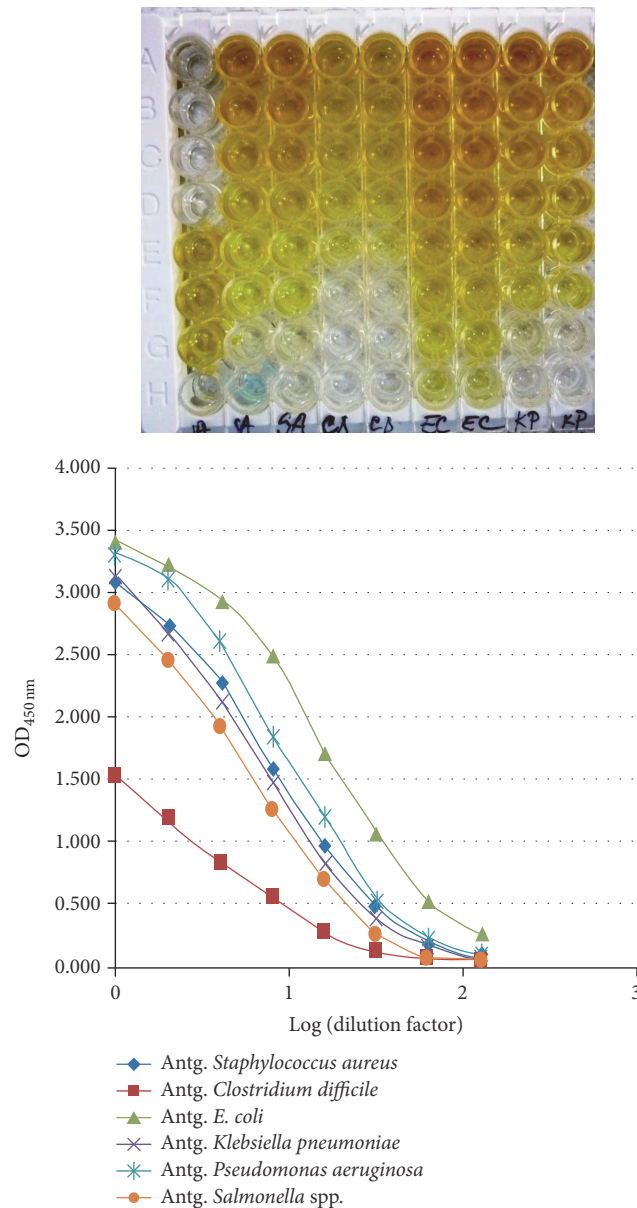 A
B
C
D
E
F
G
H
SA SA CD CD EC EC KP KP
4.000
3.500
3.000
2.500
2.000
1.500
1.000
0.500
0.000
OD450 nm
0 1 2 3
Log (dilution factor)
Antg. Staphylococcus aureus
Antg. Clostridium difficile
Antg. E. coli
Antg. Klebsiella pneumoniae
Antg. Pseudomonas aeruginosa
Antg. Salmonella spp.